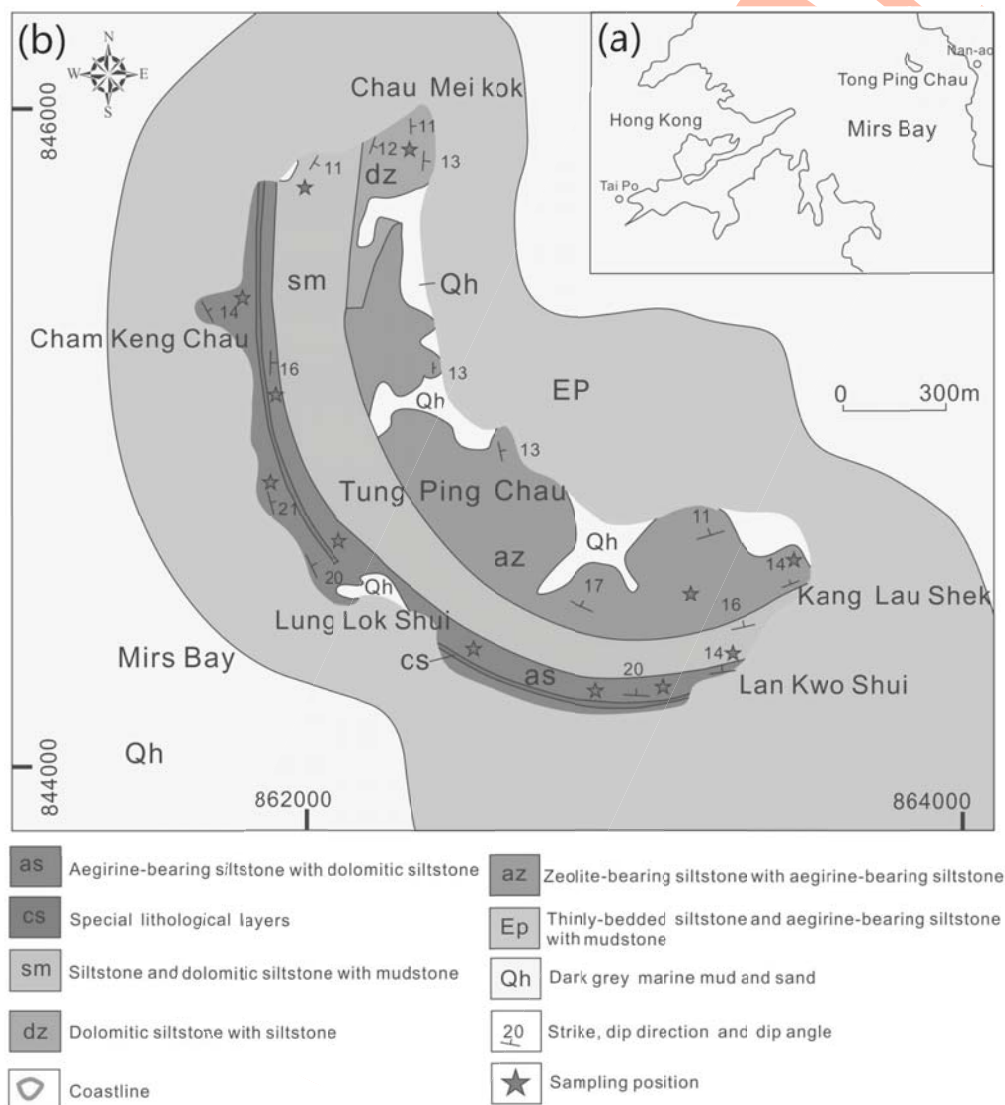 (b)
N
W E
S
Chau Mei kok
(a)
Nan-ao
Tong Ping Chau
Hong Kong
Mirs Bay
Tai Po
846000
11
12
11
13
dz
sm
Qh
14
Cham Keng Chau
16
13
Qh
EP
0 300m
13
Tung Ping Chau
21
11
az
Qh
14
20
Qh
17
16
Kang Lau Shek
Lung Lok Shui
Mirs Bay
cs
as
20
14
Lan Kwo Shui
Qh
844000
862000
864000
as Aegirine-bearing siltstone with dolomitic siltstone
cs Special lithological layers
sm Siltstone and dolomitic siltstone with mudstone
dz Dolomitic siltstone with siltstone
Coastline
az Zeolite-bearing siltstone with aegirine-bearing siltstone
Ep Thinly-bedded siltstone and aegirine-bearing siltstone
with mudstone
Qh Dark grey marine mud and sand
20 Strike, dip direction and dip angle
Sampling position